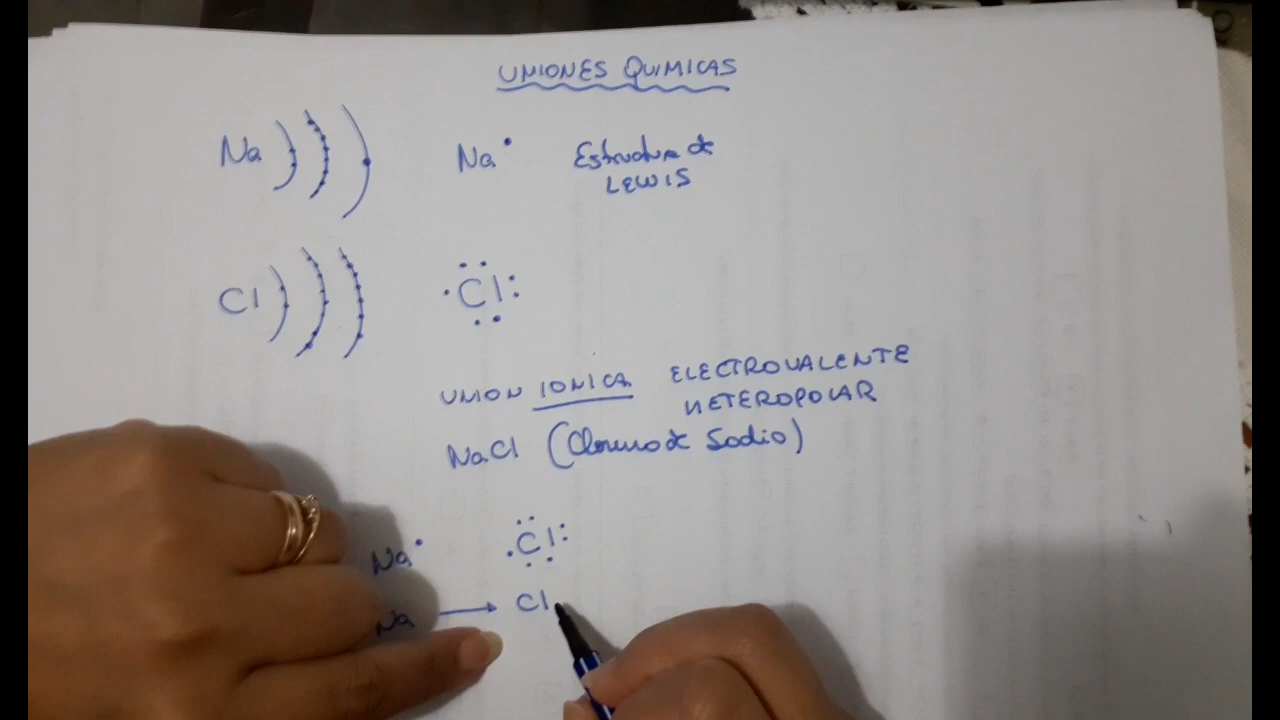 UNIONES QUIMICAS
Na
Na Estructura de
LEWIS
Cl
Cl
UNION IONICA ELECTROVALENTE
HETEROPOLAR
NaCl (Cloruro de Sodio)
Na Cl
Na → Cl